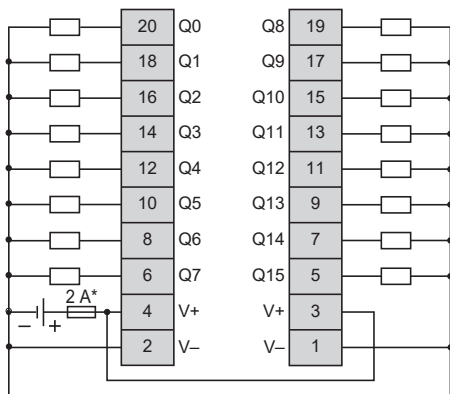 20 Q0 Q8 19
18 Q1 Q9 17
16 Q2 Q10 15
14 Q3 Q11 13
12 Q4 Q12 11
10 Q5 Q13 9
8 Q6 Q14 7
6 Q7 Q15 5
2 A*
– + 4 V+ V+ 3
2 V– V– 1